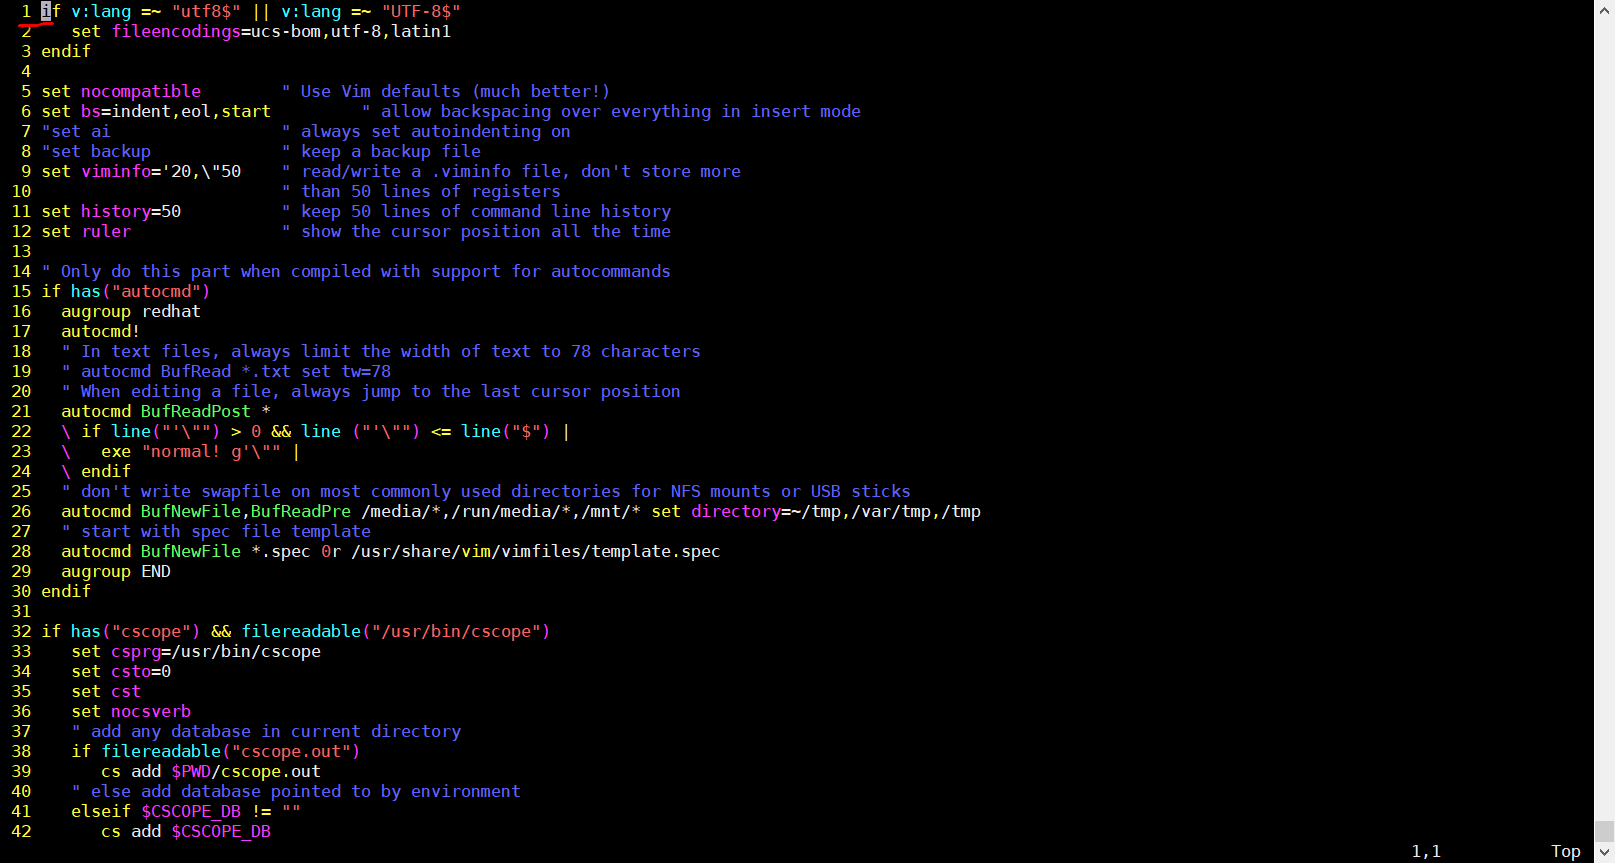 1 if v:lang =~ "utf8$" || v:lang =~ "UTF-8$"
2    set fileencodings=ucs-bom,utf-8,latin1
3 endif
4
5 set nocompatible        " Use Vim defaults (much better!)
6 set bs=indent,eol,start         " allow backspacing over everything in insert mode
7 "set ai                 " always set autoindenting on
8 "set backup             " keep a backup file
9 set viminfo='20,\"50    " read/write a .viminfo file, don't store more
10                         " than 50 lines of registers
11 set history=50          " keep 50 lines of command line history
12 set ruler               " show the cursor position all the time
13
14 " Only do this part when compiled with support for autocommands
15 if has("autocmd")
16   augroup redhat
17   autocmd!
18   " In text files, always limit the width of text to 78 characters
19   " autocmd BufRead *.txt set tw=78
20   " When editing a file, always jump to the last cursor position
21   autocmd BufReadPost *
22   \ if line("'\"") > 0 && line ("'\"") <= line("$") |
23   \   exe "normal! g'\"" |
24   \ endif
25   " don't write swapfile on most commonly used directories for NFS mounts or USB sticks
26   autocmd BufNewFile,BufReadPre /media/*,/run/media/*,/mnt/* set directory=~/tmp,/var/tmp,/tmp
27   " start with spec file template
28   autocmd BufNewFile *.spec 0r /usr/share/vim/vimfiles/template.spec
29   augroup END
30 endif
31
32 if has("cscope") && filereadable("/usr/bin/cscope")
33    set csprg=/usr/bin/cscope
34    set csto=0
35    set cst
36    set nocsverb
37    " add any database in current directory
38    if filereadable("cscope.out")
39       cs add $PWD/cscope.out
40    " else add database pointed to by environment
41    elseif $CSCOPE_DB != ""
42       cs add $CSCOPE_DB
1,1 Top